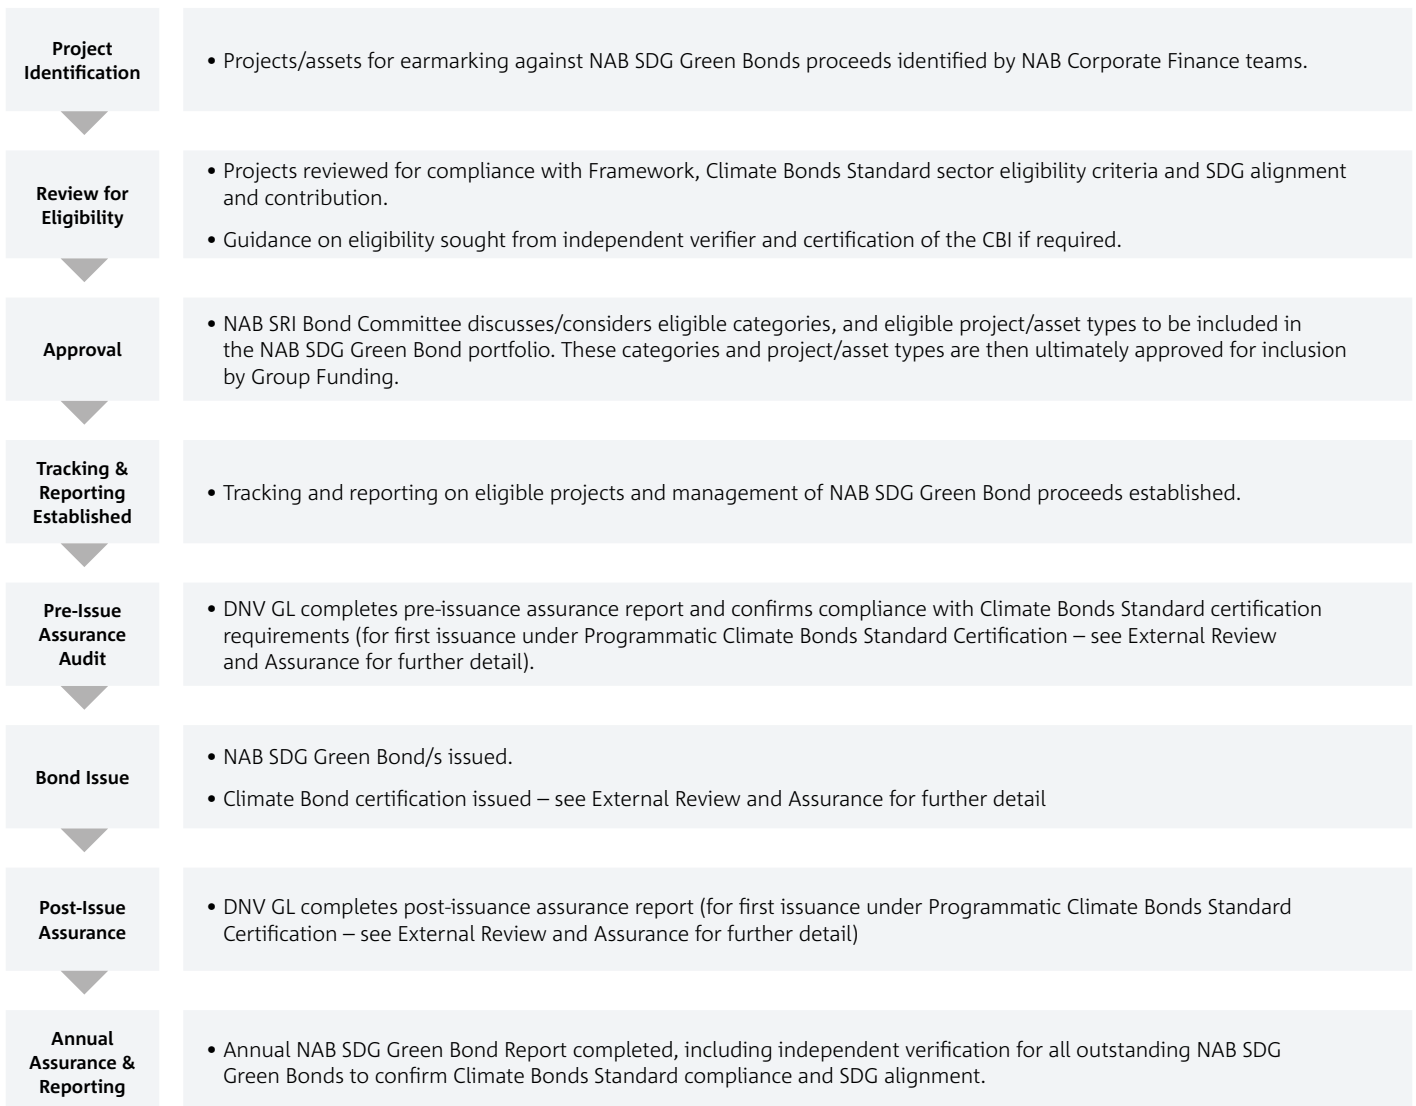 Project
Identification
• Projects/assets for earmarking against NAB SDG Green Bonds proceeds identified by NAB Corporate Finance teams.
Review for
Eligibility
• Projects reviewed for compliance with Framework, Climate Bonds Standard sector eligibility criteria and SDG alignment
and contribution.
• Guidance on eligibility sought from independent verifier and certification of the CBI if required.
Approval
• NAB SRI Bond Committee discusses/considers eligible categories, and eligible project/asset types to be included in
the NAB SDG Green Bond portfolio. These categories and project/asset types are then ultimately approved for inclusion
by Group Funding.
Tracking &
Reporting
Established
• Tracking and reporting on eligible projects and management of NAB SDG Green Bond proceeds established.
Pre-Issue
Assurance
Audit
• DNV GL completes pre-issuance assurance report and confirms compliance with Climate Bonds Standard certification
requirements (for first issuance under Programmatic Climate Bonds Standard Certification – see External Review
and Assurance for further detail).
Bond Issue
• NAB SDG Green Bond/s issued.
• Climate Bond certification issued – see External Review and Assurance for further detail
Post-Issue
Assurance
• DNV GL completes post-issuance assurance report (for first issuance under Programmatic Climate Bonds Standard
Certification – see External Review and Assurance for further detail)
Annual
Assurance &
Reporting
• Annual NAB SDG Green Bond Report completed, including independent verification for all outstanding NAB SDG
Green Bonds to confirm Climate Bonds Standard compliance and SDG alignment.